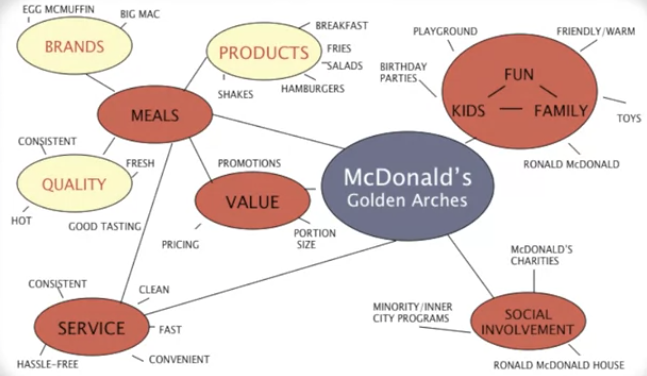 EGG MCMUFFIN
BIG MAC
BRANDS
PRODUCTS
BREAKFAST
FRIES
SALADS
HAMBURGERS
SHAKES
PLAYGROUND
FRIENDLY/WARM
BIRTHDAY
PARTIES
FUN
KIDS
FAMILY
TOYS
RONALD McDONALD
MEALS
CONSISTENT
FRESH
QUALITY
HOT
GOOD TASTING
PROMOTIONS
VALUE
PRICING
PORTION
SIZE
McDonald's
Golden Arches
CONSISTENT
CLEAN
SERVICE
FAST
HASSLE-FREE
CONVENIENT
McDONALD'S
CHARITIES
MINORITY/INNER
CITY PROGRAMS
SOCIAL
INVOLVEMENT
RONALD McDONALD HOUSE